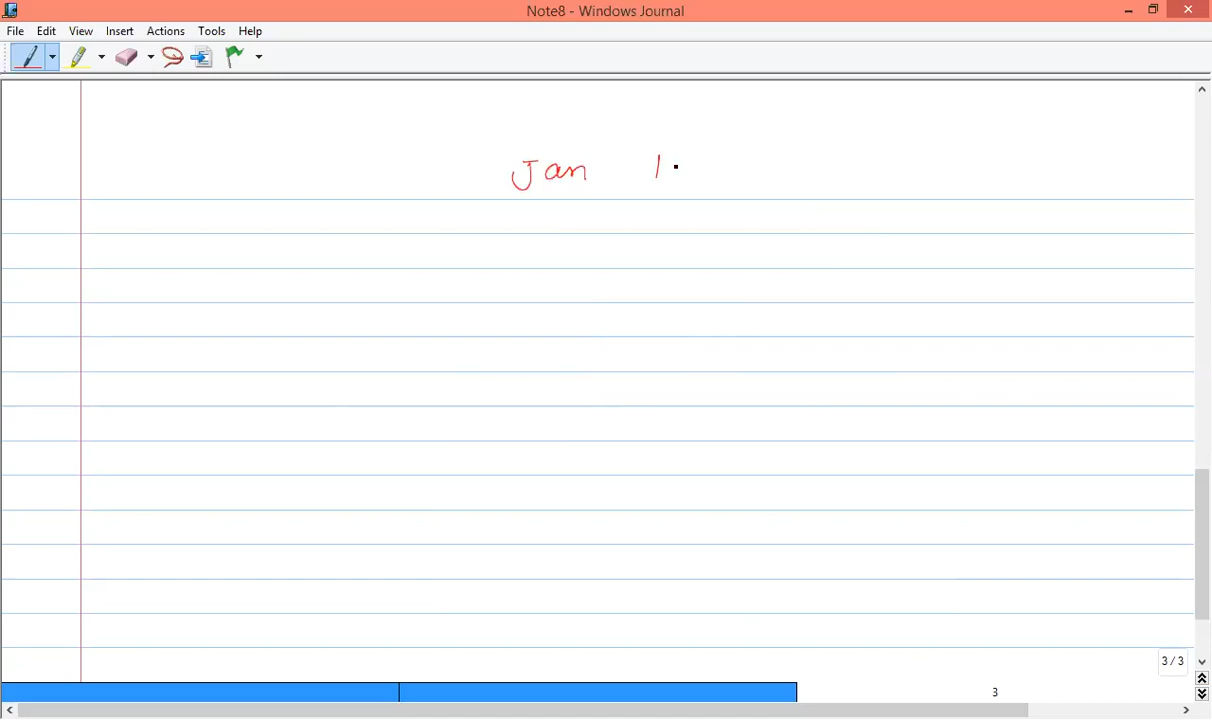 Note8 - Windows Journal
File Edit View Insert Actions Tools Help
Jan 1
3 / 3
3